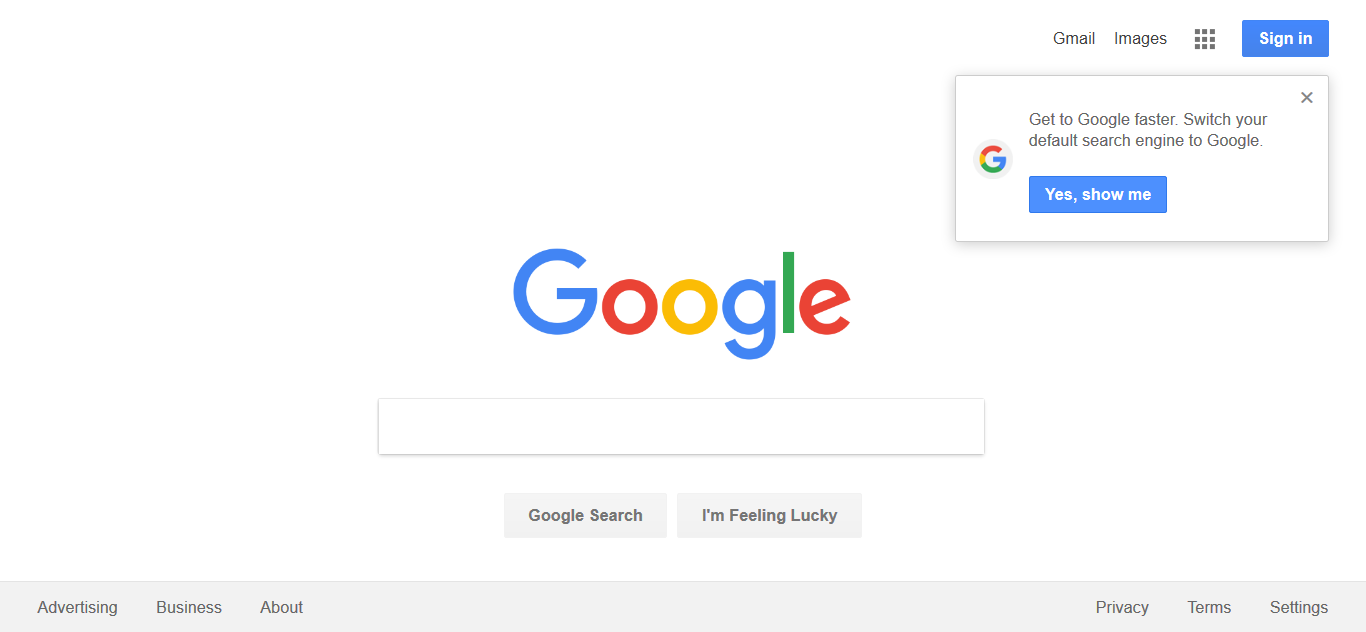 Gmail Images Sign in
Get to Google faster. Switch your
default search engine to Google.
Yes, show me
Google
Google Search I'm Feeling Lucky
Advertising Business About Privacy Terms Settings